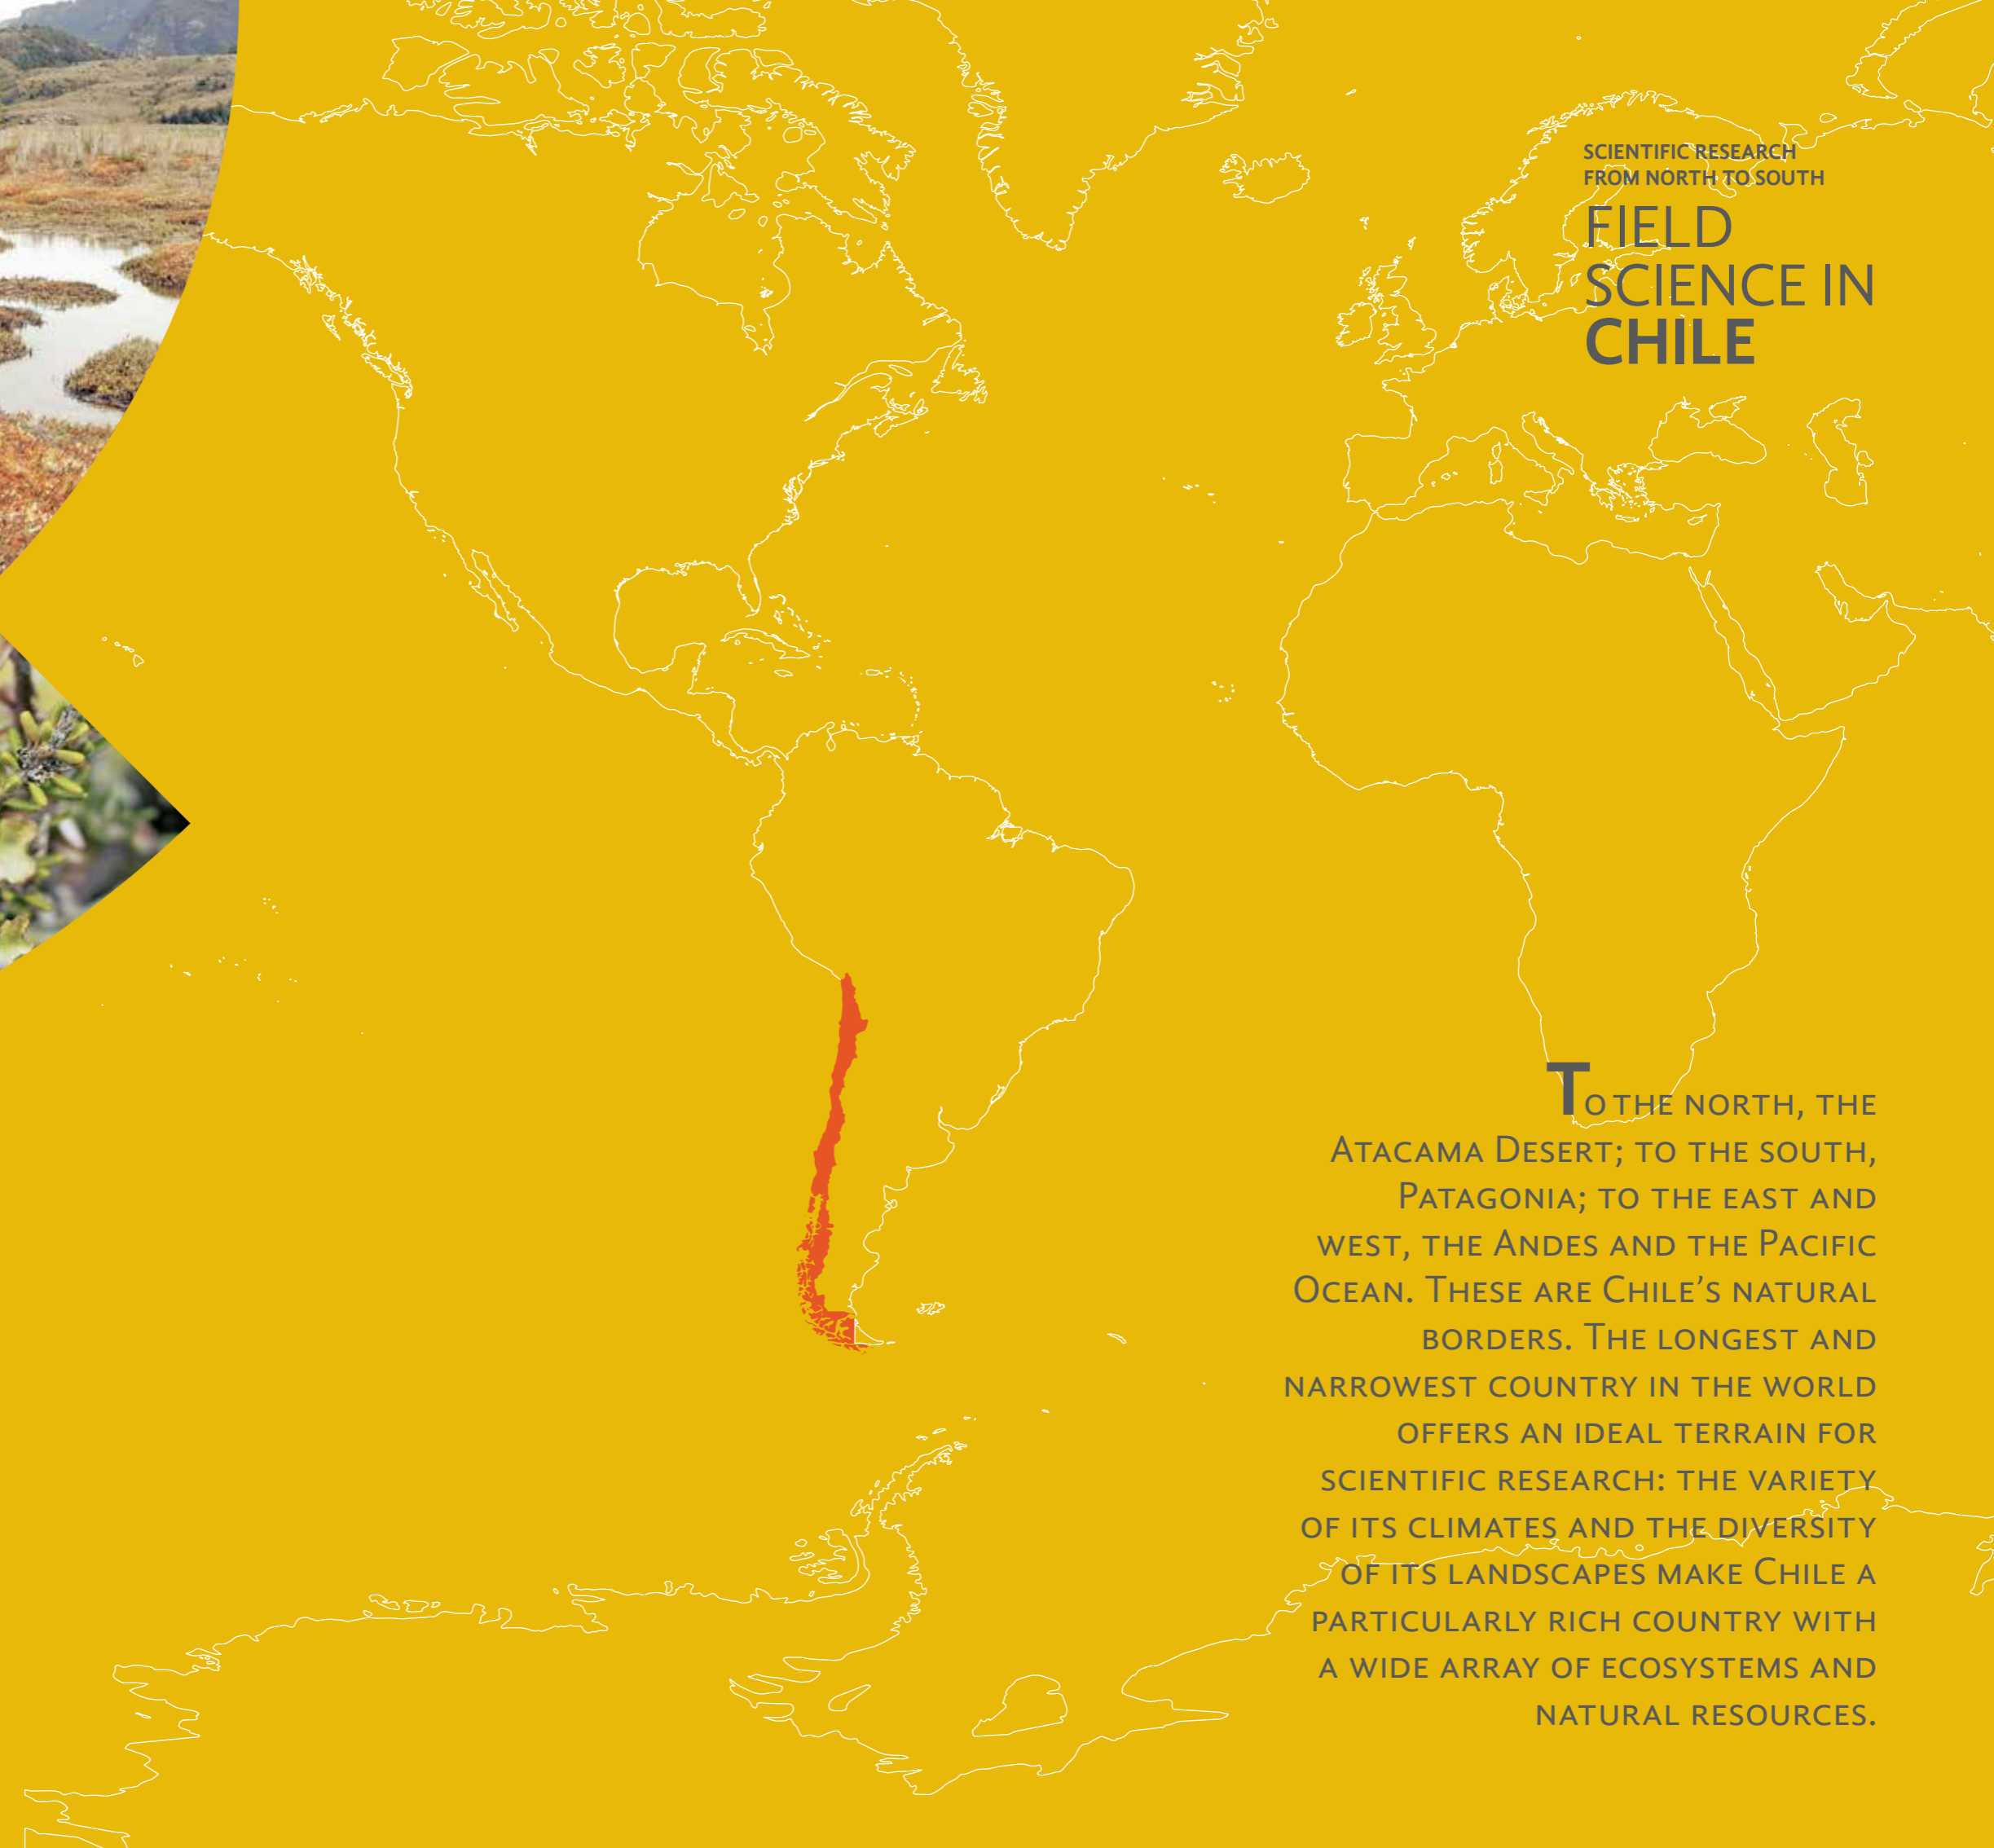 SCIENTIFIC RESEARCH
FROM NORTH TO SOUTH
FIELD
SCIENCE IN
CHILE
To the north, the
Atacama Desert; to the south,
Patagonia; to the east and
west, the Andes and the Pacific
Ocean. These are Chile’s natural
borders. The longest and
narrowest country in the world
offers an ideal terrain for
scientific research: the variety
of its climates and the diversity
of its landscapes make Chile a
particularly rich country with
a wide array of ecosystems and
natural resources.